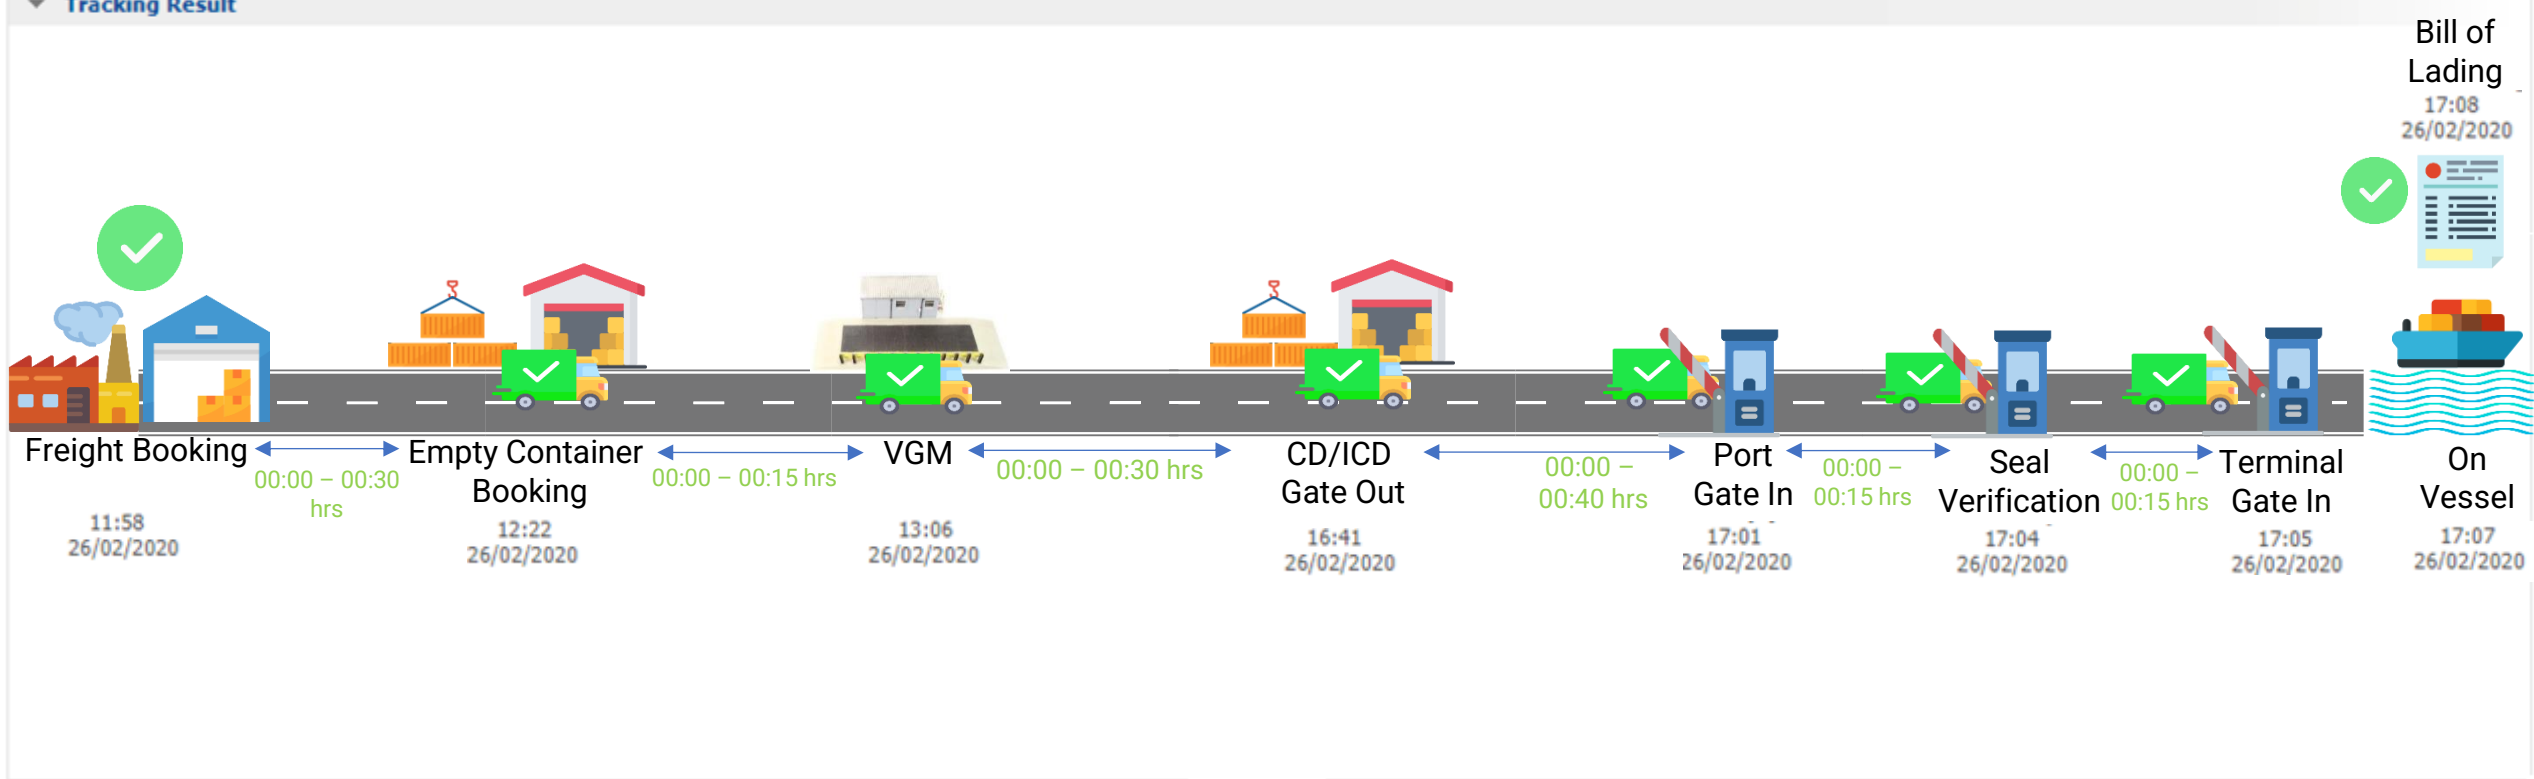 Tracking Result
Bill of
Lading
17:08
26/02/2020
Freight Booking
00:00 – 00:30
hrs
11:58
26/02/2020
Empty Container
Booking
12:22
26/02/2020
00:00 – 00:15 hrs
VGM
13:06
26/02/2020
00:00 – 00:30 hrs
CD/ICD
Gate Out
16:41
26/02/2020
00:00 –
00:40 hrs
Port
Gate In
17:01
26/02/2020
00:00 –
00:15 hrs
Seal
Verification
17:04
26/02/2020
00:00 –
00:15 hrs
Terminal
Gate In
17:05
26/02/2020
On
Vessel
17:07
26/02/2020